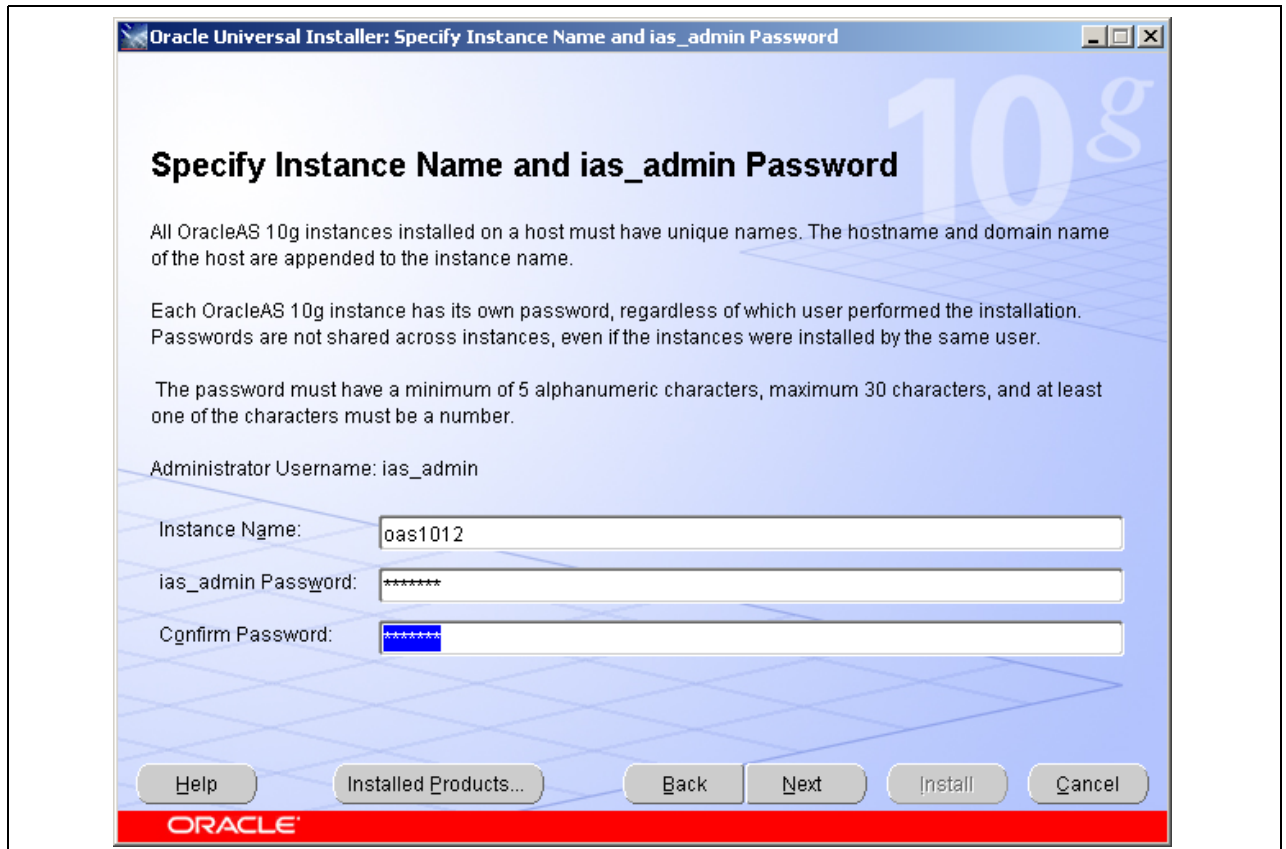 Oracle Universal Installer: Specify Instance Name and ias_admin Password
10g
Specify Instance Name and ias_admin Password
All OracleAS 10g instances installed on a host must have unique names. The hostname and domain name
of the host are appended to the instance name.
Each OracleAS 10g instance has its own password, regardless of which user performed the installation.
Passwords are not shared across instances, even if the instances were installed by the same user.
The password must have a minimum of 5 alphanumeric characters, maximum 30 characters, and at least
one of the characters must be a number.
Administrator Username: ias_admin
Instance Name: oas1012
ias_admin Password: *******
Confirm Password: *******
Help Installed Products... Back Next Install Cancel
ORACLE